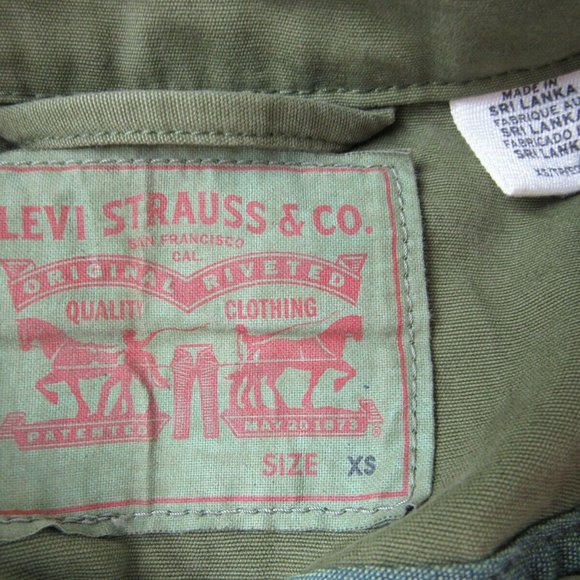 LEVI STRAUSS & CO.
SAN FRANCISCO
CAL.
ORIGINAL RIVETED
QUALITY CLOTHING
PATENTED MAY 20 1873
SIZE XS
MADE IN
SRI LANKA
FABRIQUE AU
SRI LANKA
FABRICADO
SRI LANKA